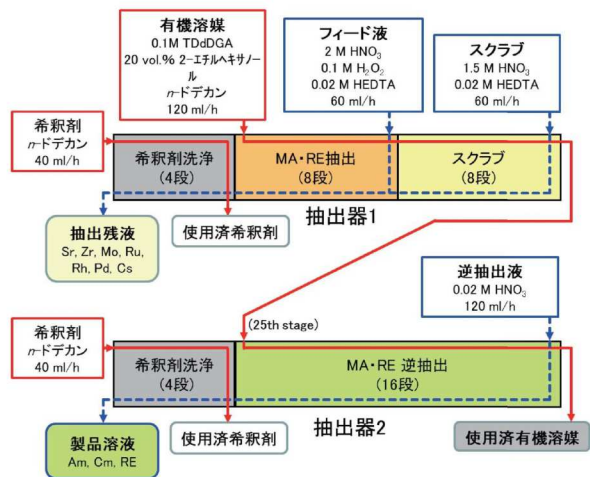 有機溶媒
0.1M TDdDGA
20 vol.% 2-エチルヘキサノー
ル
n-ドデカン
120 ml/h
フィード液
2 M HNO₃
0.1 M H₂O₂
0.02 M HEDTA
60 ml/h
スクラブ
1.5 M HNO₃
0.02 M HEDTA
60 ml/h
希釈剤
n-ドデカン
40 ml/h
希釈剤洗浄
(4段)
MA・RE抽出
(8段)
スクラブ
(8段)
抽出器1
抽出残液
Sr, Zr, Mo, Ru,
Rh, Pd, Cs
使用済希釈剤
逆抽出液
0.02 M HNO₃
120 ml/h
希釈剤
n-ドデカン
40 ml/h
(25th stage)
希釈剤洗浄
(4段)
MA・RE 逆抽出
(16段)
抽出器2
製品溶液
Am, Cm, RE
使用済希釈剤
使用済有機溶媒